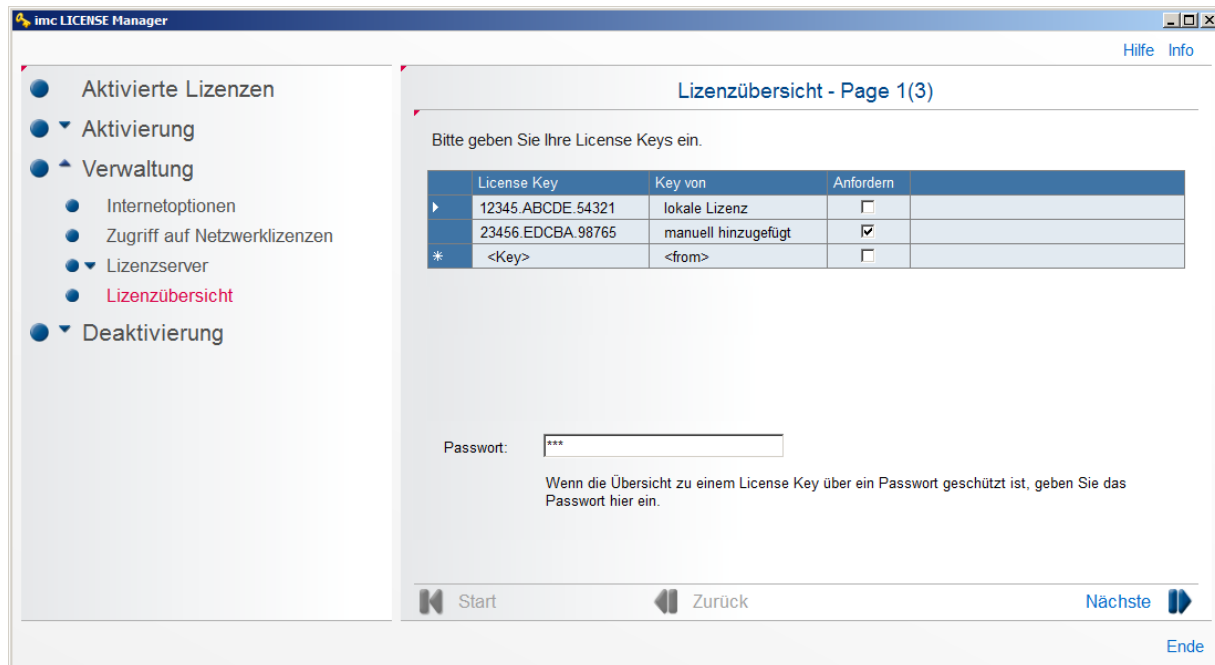 imc LICENSE Manager
Hilfe Info
Aktivierte Lizenzen
Aktivierung
Verwaltung
Internetoptionen
Zugriff auf Netzwerklizenzen
Lizenzserver
Lizenzübersicht
Deaktivierung
Lizenzübersicht - Page 1(3)
Bitte geben Sie Ihre License Keys ein.
License Key Key von Anfordern
12345.ABCDE.54321 lokale Lizenz
23456.EDCBA.98765 manuell hinzugefügt
* <Key> <from>
Passwort: ***
Wenn die Übersicht zu einem License Key über ein Passwort geschützt ist, geben Sie das
Passwort hier ein.
Start Zurück Nächste
Ende